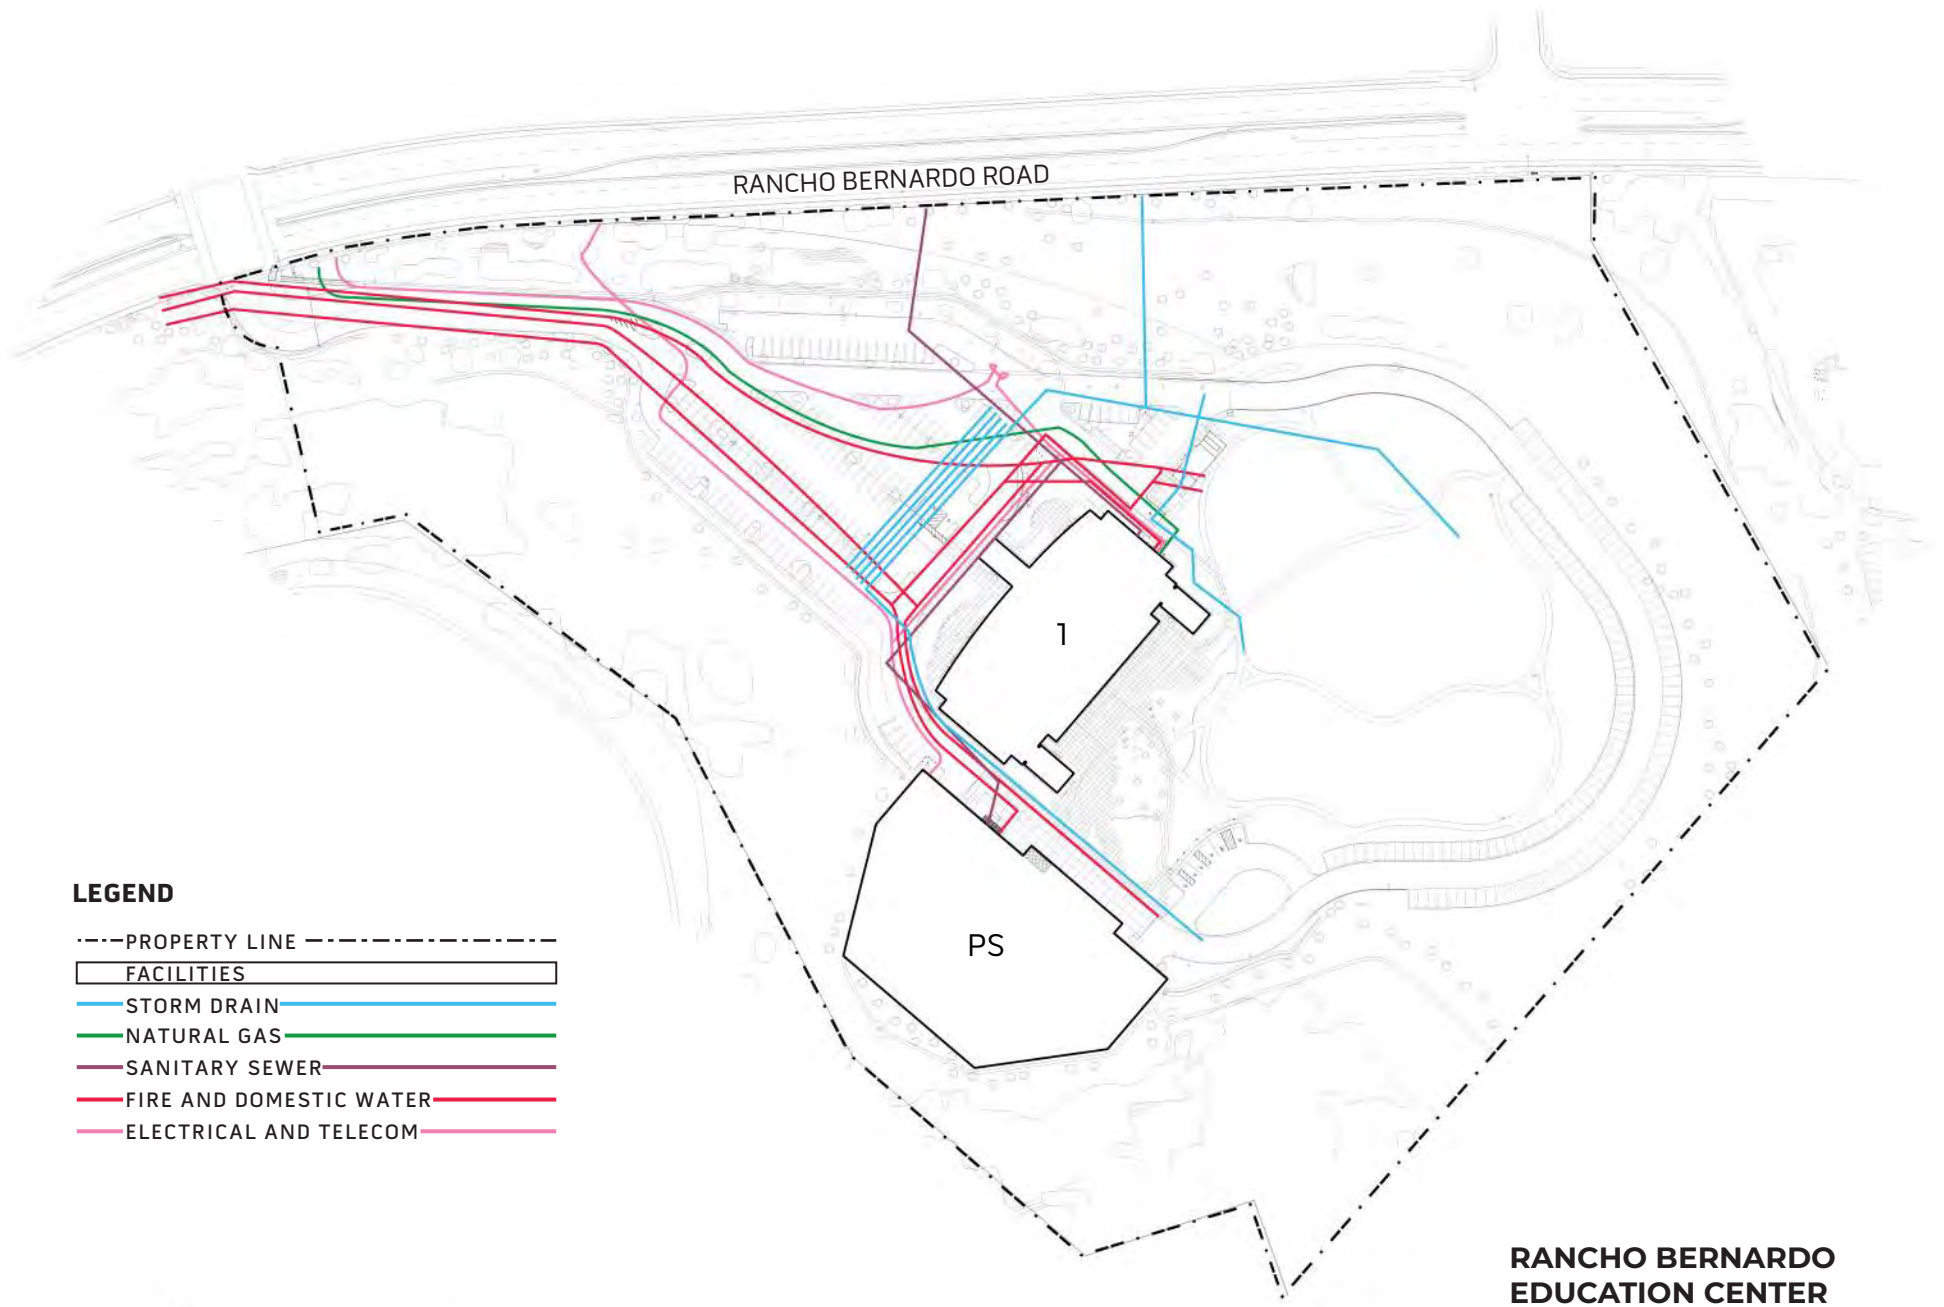 RANCHO BERNARDO ROAD
1
PS
LEGEND
PROPERTY LINE
FACILITIES
STORM DRAIN
NATURAL GAS
SANITARY SEWER
FIRE AND DOMESTIC WATER
ELECTRICAL AND TELECOM
RANCHO BERNARDO
EDUCATION CENTER